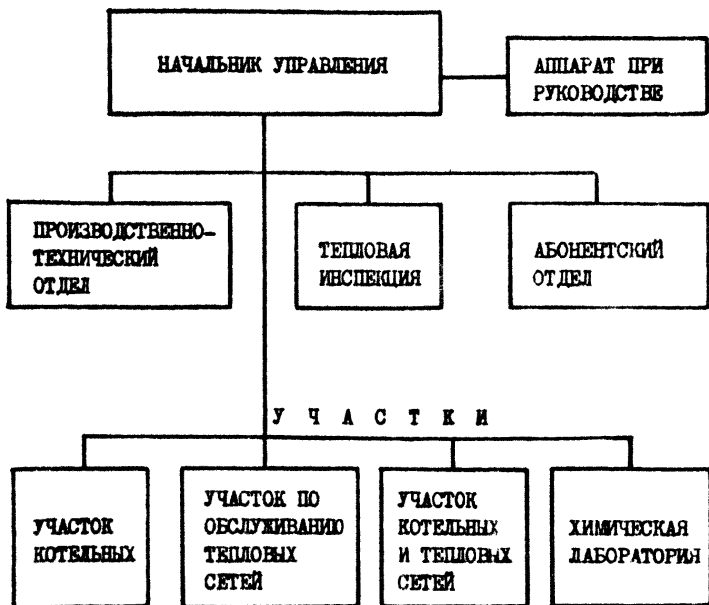 НАЧАЛЬНИК УПРАВЛЕНИЯ
АППАРАТ ПРИ
РУКОВОДСТВЕ
ПРОИЗВОДСТВЕННО-
ТЕХНИЧЕСКИЙ
ОТДЕЛ
ТЕПЛОВАЯ
ИНСПЕКЦИЯ
АБОНЕНТСКИЙ
ОТДЕЛ
У Ч А С Т К И
УЧАСТОК
КОТЕЛЬНЫХ
УЧАСТОК ПО
ОБСЛУЖИВАНИЮ
ТЕПЛОВЫХ
СЕТЕЙ
УЧАСТОК
КОТЕЛЬНЫХ
И ТЕПЛОВЫХ
СЕТЕЙ
ХИМИЧЕСКАЯ
ЛАБОРАТОРИЯ